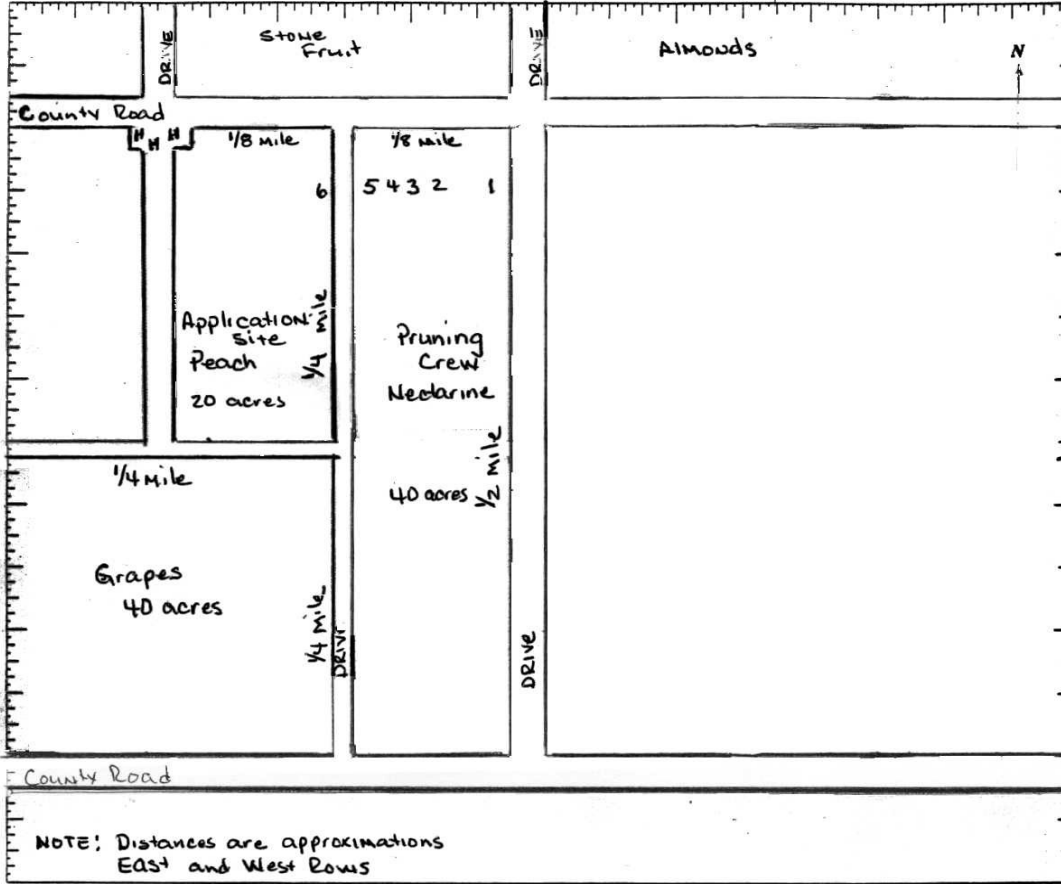 DRIVE
Stone
Fruit
DRIVE
Almonds
N
County Road
H H H
1/8 mile
1/8 mile
6
5 4 3 2 1
Application
site
Peach
20 acres
1/4 mile
Pruning
Crew
Nectarine
40 acres
1/2 mile
1/4 mile
Grapes
40 acres
1/4 mile
DRIVE
DRIVE
County Road
NOTE: Distances are approximations
East and West Rows